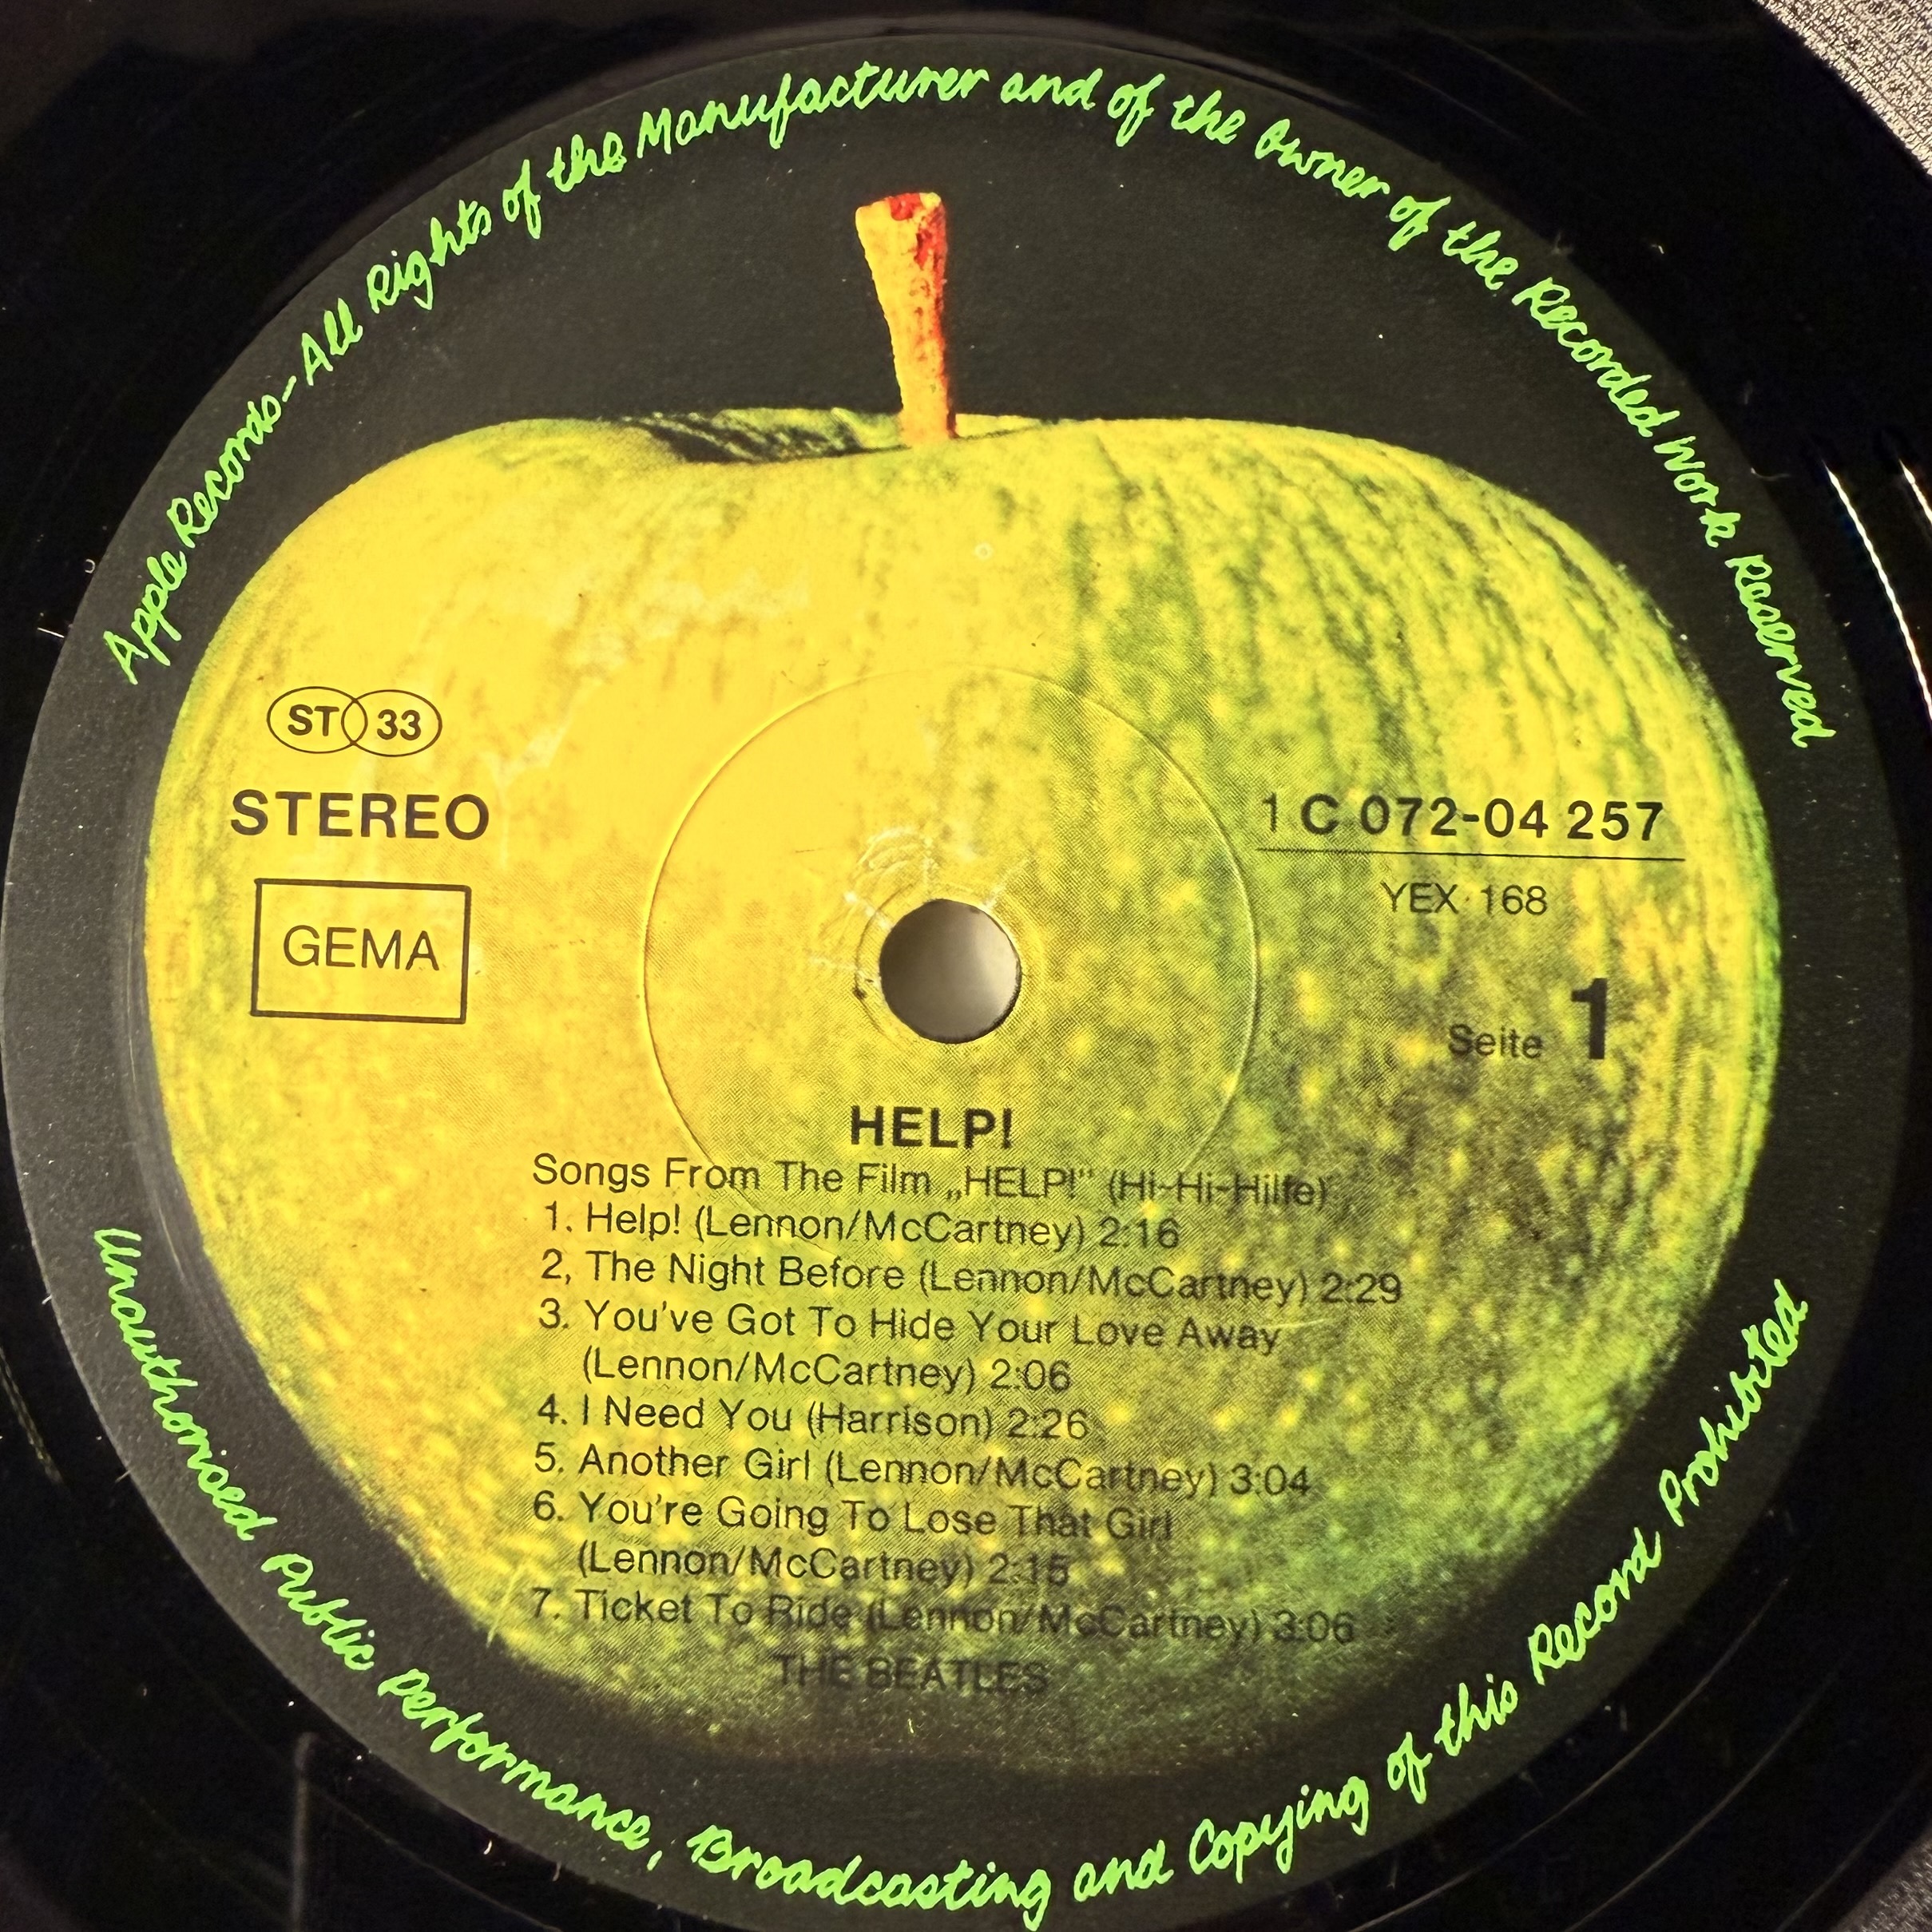 Apple Records-All Rights of the Manufacturer and of the Owner of the Recorded Work Reserved
ST 33
STEREO
GEMA
1 C 072-04 257
YEX 168
Seite 1
HELP!
Songs From The Film „HELP!" (Hi-Hi-Hilfe)
1. Help! (Lennon/McCartney) 2:16
2, The Night Before (Lennon/McCartney) 2:29
3. You've Got To Hide Your Love Away
(Lennon/McCartney) 2:06
4. I Need You (Harrison) 2:26
5. Another Girl (Lennon/McCartney) 3:04
6. You're Going To Lose That Girl
(Lennon/McCartney) 2:15
7. Ticket To Ride (Lennon/McCartney) 3:06
THE BEATLES
Unauthorised Public Performance, Broadcasting and Copying of this Record Prohibited